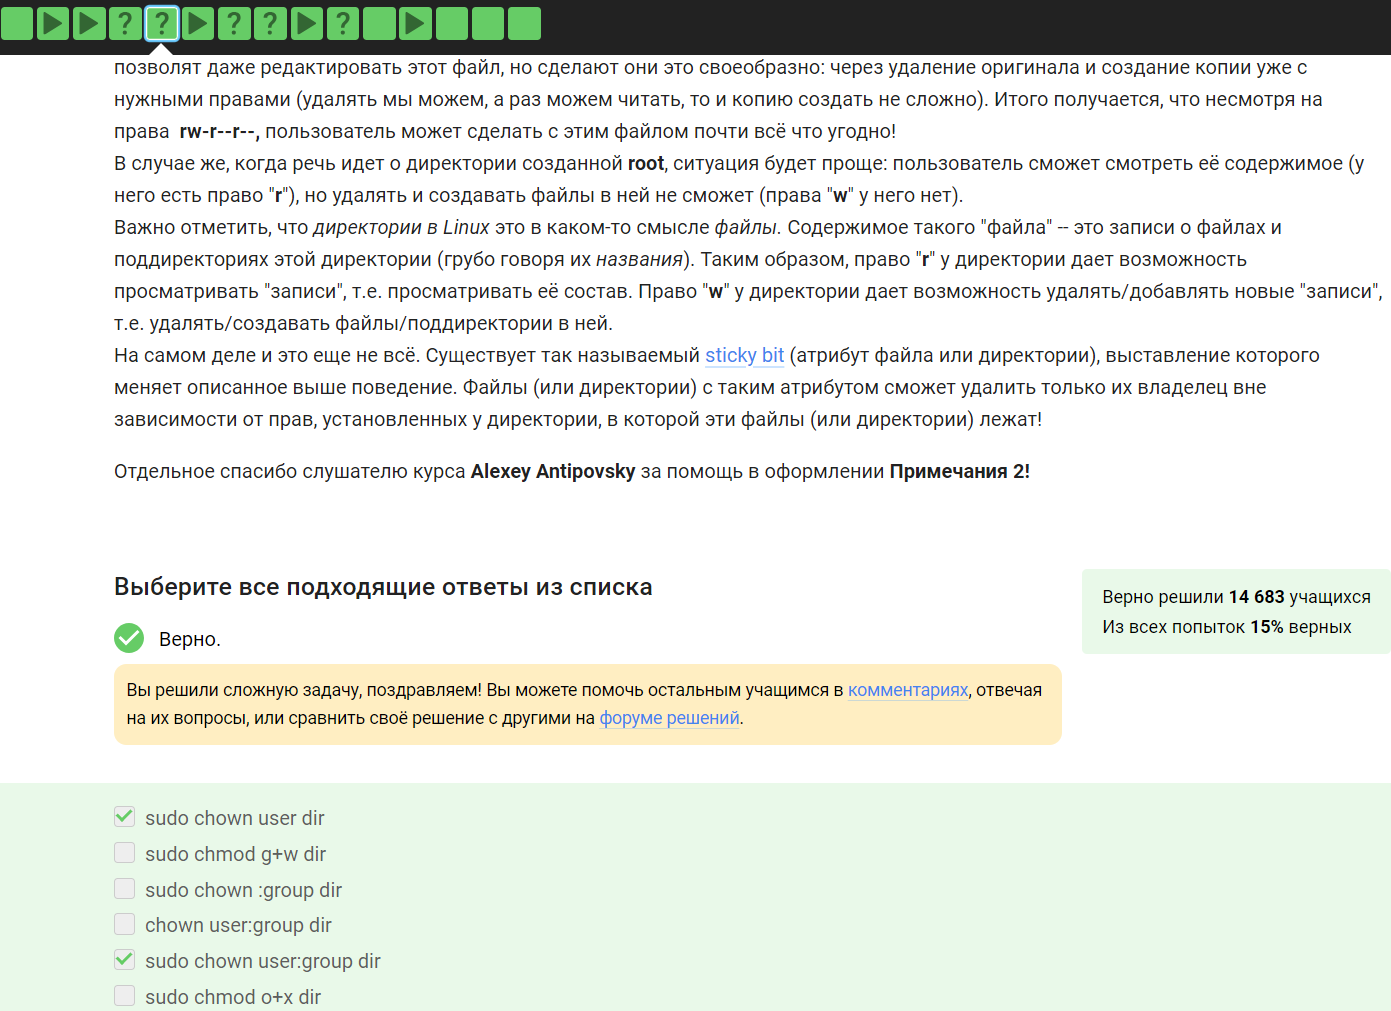 позволят даже редактировать этот файл, но сделают они это своеобразно: через удаление оригинала и создание копии уже с
нужными правами (удалять мы можем, а раз можем читать, то и копию создать не сложно). Итого получается, что несмотря на
права rw-r--r--, пользователь может сделать с этим файлом почти всё что угодно!
В случае же, когда речь идет о директории созданной root, ситуация будет проще: пользователь сможет смотреть её содержимое (у
него есть право "r"), но удалять и создавать файлы в ней не сможет (права "w" у него нет).
Важно отметить, что директории в Linux это в каком-то смысле файлы. Содержимое такого "файла" -- это записи о файлах и
поддиректориях этой директории (грубо говоря их названия). Таким образом, право "r" у директории дает возможность
просматривать "записи", т.е. просматривать её состав. Право "w" у директории дает возможность удалять/добавлять новые "записи",
т.е. удалять/создавать файлы/поддиректории в ней.
На самом деле и это еще не всё. Существует так называемый sticky bit (атрибут файла или директории), выставление которого
меняет описанное выше поведение. Файлы (или директории) с таким атрибутом сможет удалить только их владелец вне
зависимости от прав, установленных у директории, в которой эти файлы (или директории) лежат!
Отдельное спасибо слушателю курса Alexey Antipovsky за помощь в оформлении Примечания 2!
Выберите все подходящие ответы из списка
Верно решили 14 683 учащихся
Из всех попыток 15% верных
Верно.
Вы решили сложную задачу, поздравляем! Вы можете помочь остальным учащимся в комментариях, отвечая
на их вопросы, или сравнить своё решение с другими на форуме решений.
sudo chown user dir
sudo chmod g+w dir
sudo chown :group dir
chown user:group dir
sudo chown user:group dir
sudo chmod o+x dir